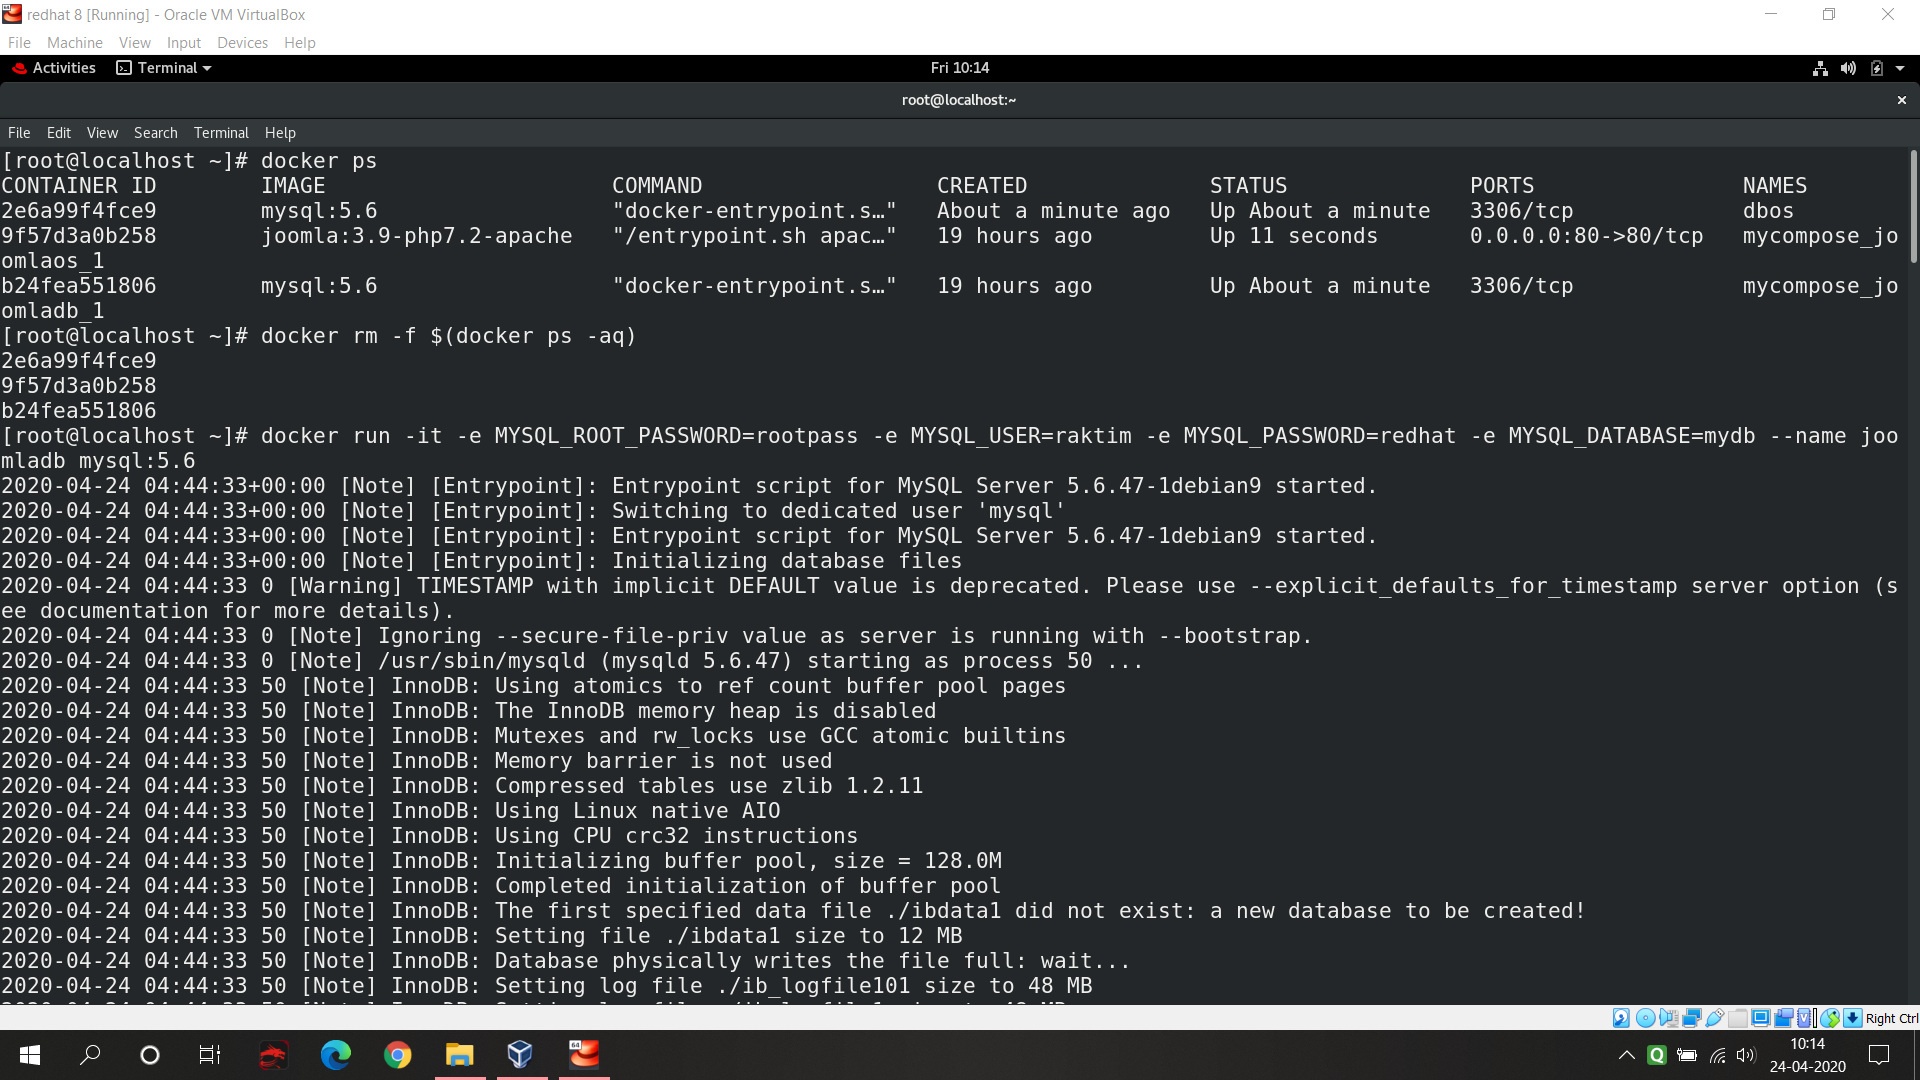 redhat 8 [Running] - Oracle VM VirtualBox
File Machine View Input Devices Help
Activities Terminal Fri 10:14
root@localhost:~
File Edit View Search Terminal Help
[root@localhost ~]# docker ps
CONTAINER ID IMAGE COMMAND CREATED STATUS PORTS NAMES
2e6a99f4fce9 mysql:5.6 "docker-entrypoint.s…" About a minute ago Up About a minute 3306/tcp dbos
9f57d3a0b258 joomla:3.9-php7.2-apache "/entrypoint.sh apac…" 19 hours ago Up 11 seconds 0.0.0.0:80->80/tcp mycompose_jo
omlaos_1
b24fea551806 mysql:5.6 "docker-entrypoint.s…" 19 hours ago Up About a minute 3306/tcp mycompose_jo
omladb_1
[root@localhost ~]# docker rm -f $(docker ps -aq)
2e6a99f4fce9
9f57d3a0b258
b24fea551806
[root@localhost ~]# docker run -it -e MYSQL_ROOT_PASSWORD=rootpass -e MYSQL_USER=raktim -e MYSQL_PASSWORD=redhat -e MYSQL_DATABASE=mydb --name joo
mladb mysql:5.6
2020-04-24 04:44:33+00:00 [Note] [Entrypoint]: Entrypoint script for MySQL Server 5.6.47-1debian9 started.
2020-04-24 04:44:33+00:00 [Note] [Entrypoint]: Switching to dedicated user 'mysql'
2020-04-24 04:44:33+00:00 [Note] [Entrypoint]: Entrypoint script for MySQL Server 5.6.47-1debian9 started.
2020-04-24 04:44:33+00:00 [Note] [Entrypoint]: Initializing database files
2020-04-24 04:44:33 0 [Warning] TIMESTAMP with implicit DEFAULT value is deprecated. Please use --explicit_defaults_for_timestamp server option (s
ee documentation for more details).
2020-04-24 04:44:33 0 [Note] Ignoring --secure-file-priv value as server is running with --bootstrap.
2020-04-24 04:44:33 0 [Note] /usr/sbin/mysqld (mysqld 5.6.47) starting as process 50 ...
2020-04-24 04:44:33 50 [Note] InnoDB: Using atomics to ref count buffer pool pages
2020-04-24 04:44:33 50 [Note] InnoDB: The InnoDB memory heap is disabled
2020-04-24 04:44:33 50 [Note] InnoDB: Mutexes and rw_locks use GCC atomic builtins
2020-04-24 04:44:33 50 [Note] InnoDB: Memory barrier is not used
2020-04-24 04:44:33 50 [Note] InnoDB: Compressed tables use zlib 1.2.11
2020-04-24 04:44:33 50 [Note] InnoDB: Using Linux native AIO
2020-04-24 04:44:33 50 [Note] InnoDB: Using CPU crc32 instructions
2020-04-24 04:44:33 50 [Note] InnoDB: Initializing buffer pool, size = 128.0M
2020-04-24 04:44:33 50 [Note] InnoDB: Completed initialization of buffer pool
2020-04-24 04:44:33 50 [Note] InnoDB: The first specified data file ./ibdata1 did not exist: a new database to be created!
2020-04-24 04:44:33 50 [Note] InnoDB: Setting file ./ibdata1 size to 12 MB
2020-04-24 04:44:33 50 [Note] InnoDB: Database physically writes the file full: wait...
2020-04-24 04:44:33 50 [Note] InnoDB: Setting log file ./ib_logfile101 size to 48 MB
Right Ctrl
10:14
24-04-2020